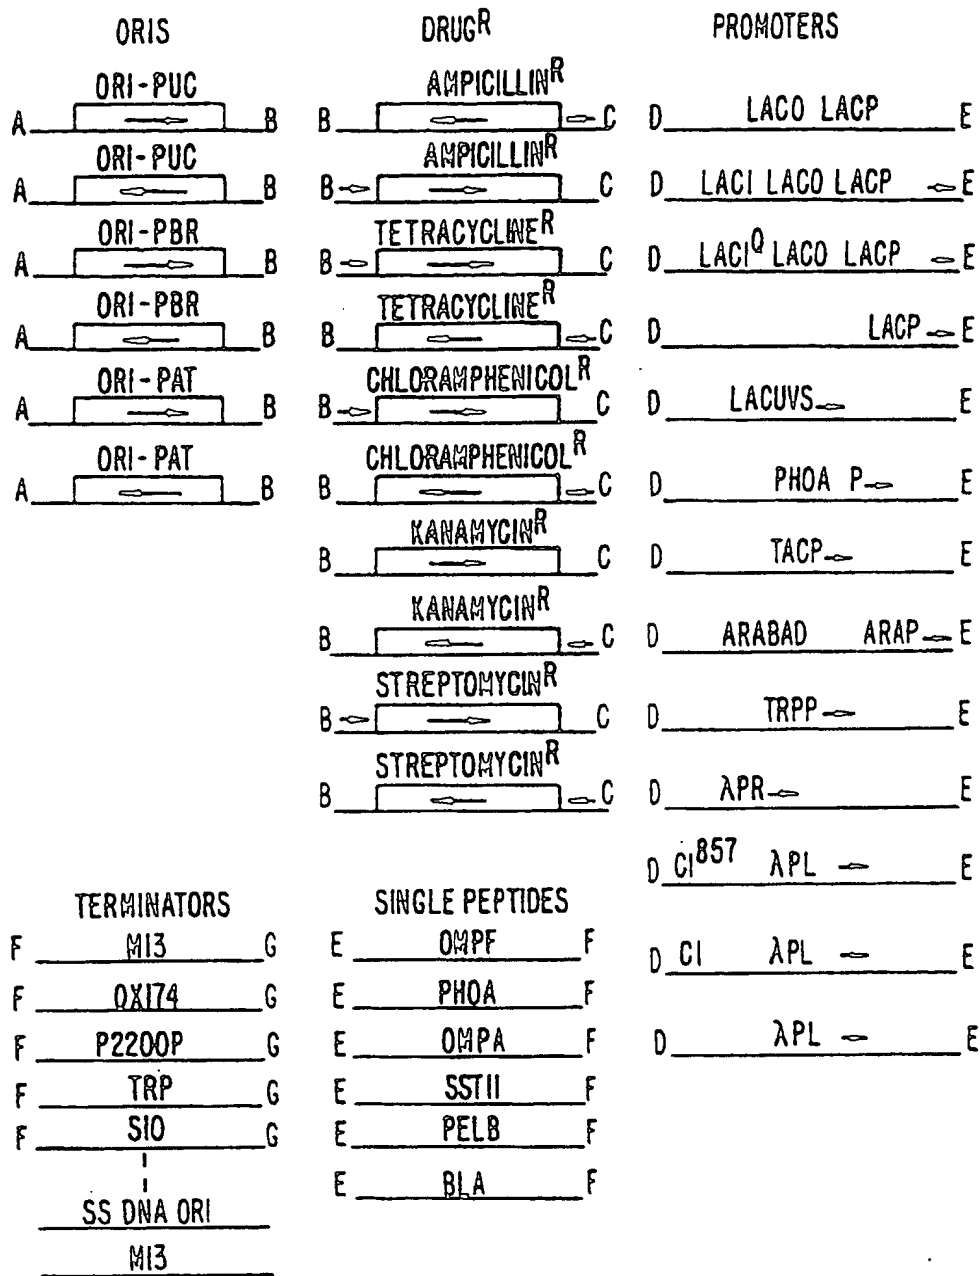 ORIS
ORI-PUC
A B
ORI-PUC
A B
ORI-PBR
A B
ORI-PBR
A B
ORI-PAT
A B
ORI-PAT
A B
DRUGR
AMPICILLINR
B C
AMPICILLINR
B C
TETRACYCLINER
B C
TETRACYCLINER
B C
CHLORAMPHENICOLR
B C
CHLORAMPHENICOLR
B C
KANAMYCINR
B C
KANAMYCINR
B C
STREPTOMYCINR
B C
STREPTOMYCINR
B C
PROMOTERS
D LACO LACP E
D LACI LACO LACP E
D LACIQ LACO LACP E
D LACP E
D LACUVS E
D PHOA P E
D TACP E
D ARABAD ARAP E
D TRPP E
D λPR E
D CI857 λPL E
D CI λPL E
D λPL E
TERMINATORS
F M13 G
F OX174 G
F P2200P G
F TRP G
F SIO G
SS DNA ORI
M13
SINGLE PEPTIDES
E OMPF F
E PHOA F
E OMPA F
E SSTII F
E PELB F
E BLA F